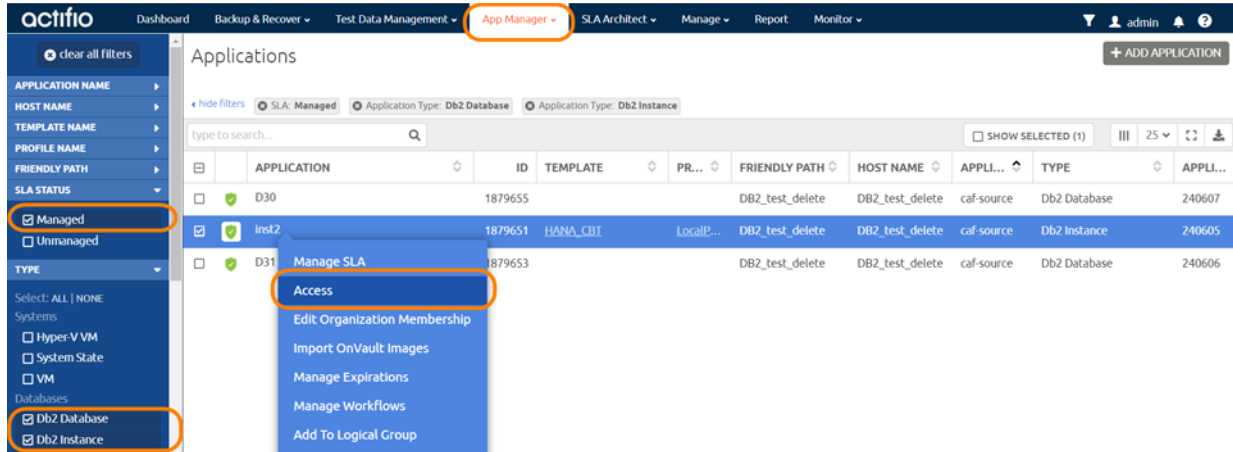 actifio Dashboard Backup & Recover Test Data Management App Manager SLA Architect Manage Report Monitor admin
clear all filters
Applications
+ ADD APPLICATION
APPLICATION NAME
HOST NAME
TEMPLATE NAME
PROFILE NAME
FRIENDLY PATH
SLA STATUS
Managed
Unmanaged
TYPE
Select: ALL | NONE
Systems
Hyper-V VM
System State
VM
Databases
Db2 Database
Db2 Instance
hide filters SLA: Managed Application Type: Db2 Database Application Type: Db2 Instance
type to search... SHOW SELECTED (1) 25
APPLICATION ID TEMPLATE PR... FRIENDLY PATH HOST NAME APPLI... TYPE APPLI...
D30 1879655 DB2_test_delete DB2_test_delete caf-source Db2 Database 240607
inst2 1879651 HANA_CBT LocalP... DB2_test_delete DB2_test_delete caf-source Db2 Instance 240605
D31 1879653 DB2_test_delete DB2_test_delete caf-source Db2 Database 240606
Manage SLA
Access
Edit Organization Membership
Import OnVault Images
Manage Expirations
Manage Workflows
Add To Logical Group